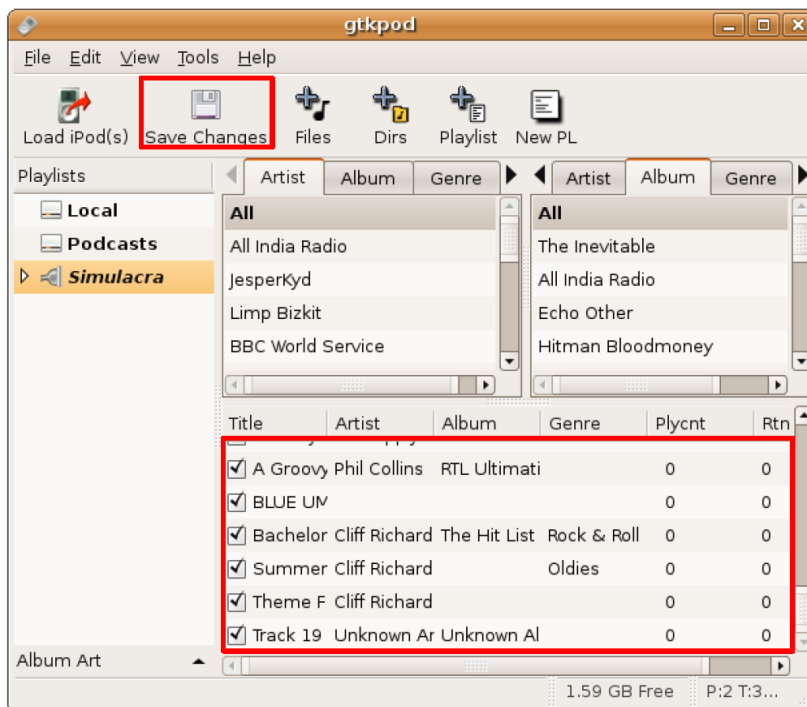 gtkpod
File Edit View Tools Help
Load iPod(s) Save Changes Files Dirs Playlist New PL
Playlists
Local
Podcasts
Simulacra
Artist Album Genre
All
All India Radio
JesperKyd
Limp Bizkit
BBC World Service
Artist Album Genre
All
The Inevitable
All India Radio
Echo Other
Hitman Bloodmoney
Title Artist Album Genre Plycnt Rtn
A Groovy Phil Collins RTL Ultimati 0 0
BLUE UM 0 0
Bachelor Cliff Richard The Hit List Rock & Roll 0 0
Summer Cliff Richard Oldies 0 0
Theme F Cliff Richard 0 0
Track 19 Unknown Ar Unknown Al 0 0
Album Art
1.59 GB Free P:2 T:3...